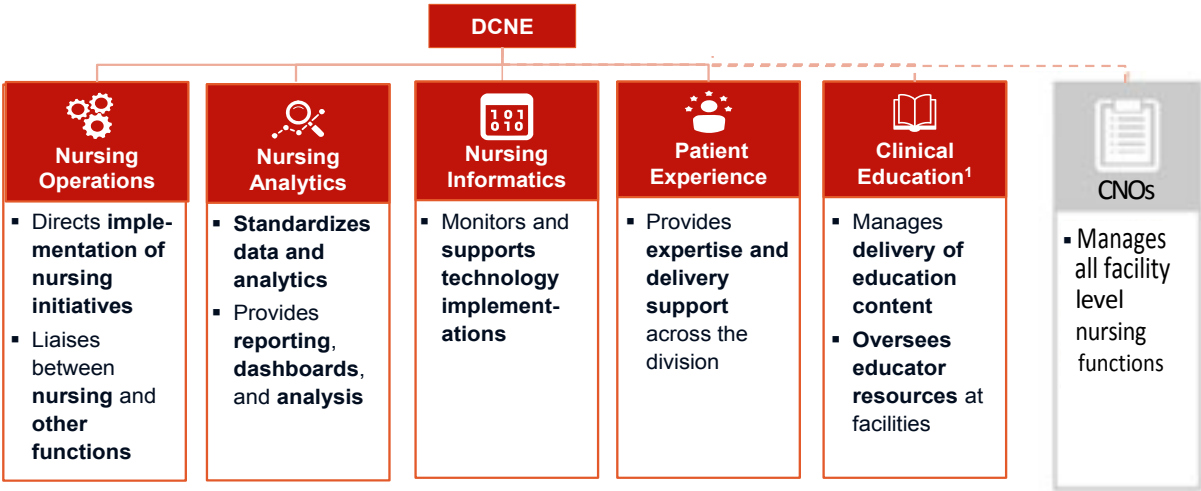 DCNE
Nursing
Operations
▪ Directs imple-
mentation of
nursing
initiatives
▪ Liaises
between
nursing and
other
functions
Nursing
Analytics
▪ Standardizes
data and
analytics
▪ Provides
reporting,
dashboards,
and analysis
101
010
Nursing
Informatics
▪ Monitors and
supports
technology
implement-
ations
Patient
Experience
▪ Provides
expertise and
delivery
support
across the
division
Clinical
Education¹
▪ Manages
delivery of
education
content
▪ Oversees
educator
resources at
facilities
CNOs
▪ Manages
all facility
level
nursing
functions